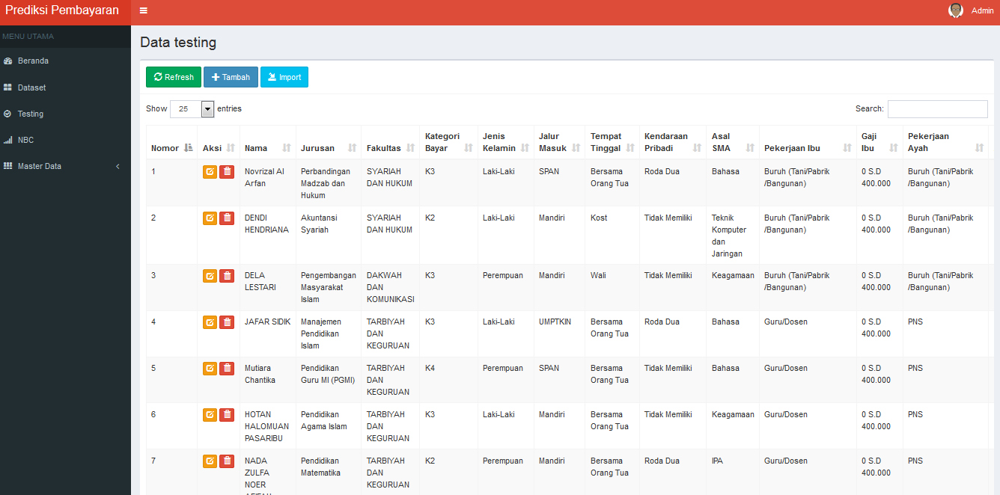 Prediksi Pembayaran
Admin
MENU UTAMA
Beranda
Dataset
Testing
NBC
Master Data
Data testing
Refresh Tambah Import
Show 25 entries Search:
Nomor Aksi Nama Jurusan Fakultas Kategori Bayar Jenis Kelamin Jalur Masuk Tempat Tinggal Kendaraan Pribadi Asal SMA Pekerjaan Ibu Gaji Ibu Pekerjaan Ayah
1 Novrizal Al Arfan Perbandingan Madzab dan Hukum SYARIAH DAN HUKUM K3 Laki-Laki SPAN Bersama Orang Tua Roda Dua Bahasa Buruh (Tani/Pabrik /Bangunan) 0 S.D 400.000 Buruh (Tani/Pabrik /Bangunan)
2 DENDI HENDRIANA Akuntansi Syariah SYARIAH DAN HUKUM K2 Laki-Laki Mandiri Kost Tidak Memiliki Teknik Komputer dan Jaringan Buruh (Tani/Pabrik /Bangunan) 0 S.D 400.000 Buruh (Tani/Pabrik /Bangunan)
3 DELA LESTARI Pengembangan Masyarakat Islam DAKWAH DAN KOMUNIKASI K3 Perempuan Mandiri Wali Tidak Memiliki Keagamaan Buruh (Tani/Pabrik /Bangunan) 0 S.D 400.000 Buruh (Tani/Pabrik /Bangunan)
4 JAFAR SIDIK Manajemen Pendidikan Islam TARBIYAH DAN KEGURUAN K3 Laki-Laki UMPTKIN Bersama Orang Tua Roda Dua Bahasa Guru/Dosen 0 S.D 400.000 PNS
5 Mutiara Chantika Pendidikan Guru MI (PGMI) TARBIYAH DAN KEGURUAN K4 Perempuan SPAN Bersama Orang Tua Tidak Memiliki Bahasa Guru/Dosen 0 S.D 400.000 PNS
6 HOTAN HALOMUAN PASARIBU Pendidikan Agama Islam TARBIYAH DAN KEGURUAN K3 Laki-Laki Mandiri Bersama Orang Tua Tidak Memiliki Keagamaan Guru/Dosen 0 S.D 400.000 PNS
7 NADA ZULFA NOER Pendidikan Matematika TARBIYAH DAN KEGURUAN K2 Perempuan Mandiri Bersama Orang Tua Roda Dua IPA Guru/Dosen 0 S.D 400.000 PNS